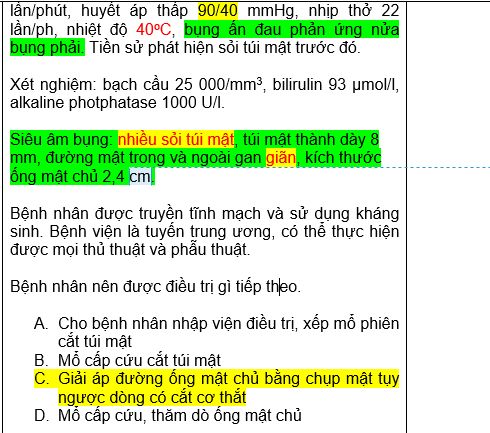 lần/phút, huyết áp thấp 90/40 mmHg, nhịp thở 22
lần/ph, nhiệt độ 40ºC, bụng ấn đau phản ứng nửa
bụng phải. Tiền sử phát hiện sỏi túi mật trước đó.
Xét nghiệm: bạch cầu 25 000/mm³, bilirulin 93 µmol/l,
alkaline photphatase 1000 U/l.
Siêu âm bụng: nhiều sỏi túi mật, túi mật thành dày 8
mm, đường mật trong và ngoài gan giãn, kích thước
ống mật chủ 2,4 cm.
Bệnh nhân được truyền tĩnh mạch và sử dụng kháng
sinh. Bệnh viện là tuyến trung ương, có thể thực hiện
được mọi thủ thuật và phẫu thuật.
Bệnh nhân nên được điều trị gì tiếp theo.
A. Cho bệnh nhân nhập viện điều trị, xếp mổ phiên
cắt túi mật
B. Mổ cấp cứu cắt túi mật
C. Giải áp đường ống mật chủ bằng chụp mật tụy
ngược dòng có cắt cơ thắt
D. Mổ cấp cứu, thăm dò ống mật chủ